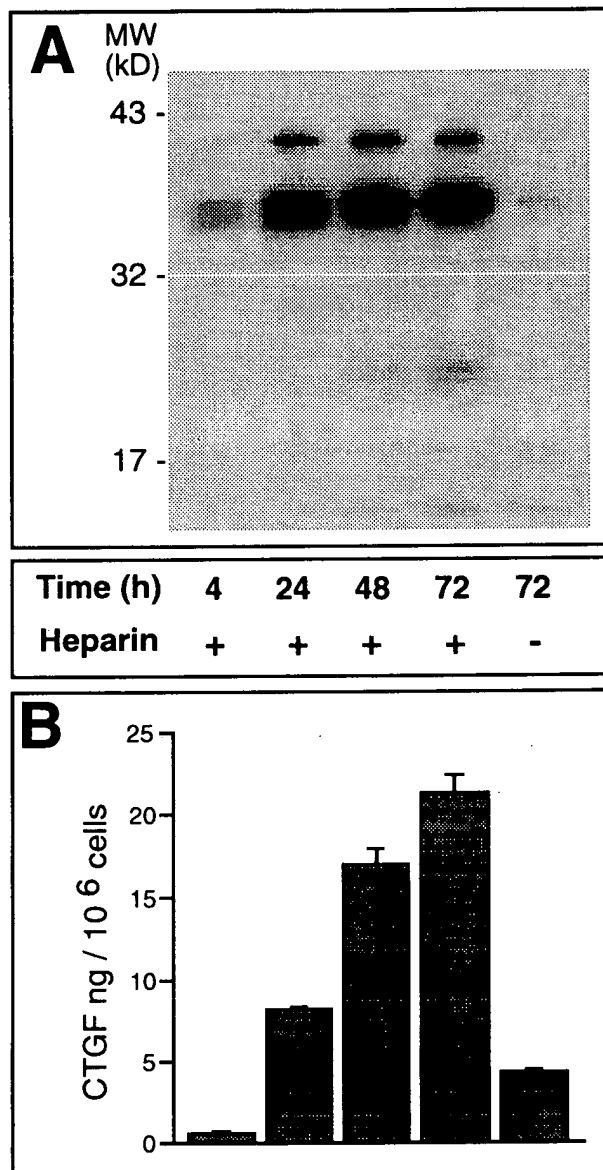 A MW
(kD)
43 -
32 -
17 -
Time (h) 4 24 48 72 72
Heparin + + + + -
B
25
20
15
10
5
0
CTGF ng / 10 6 cells